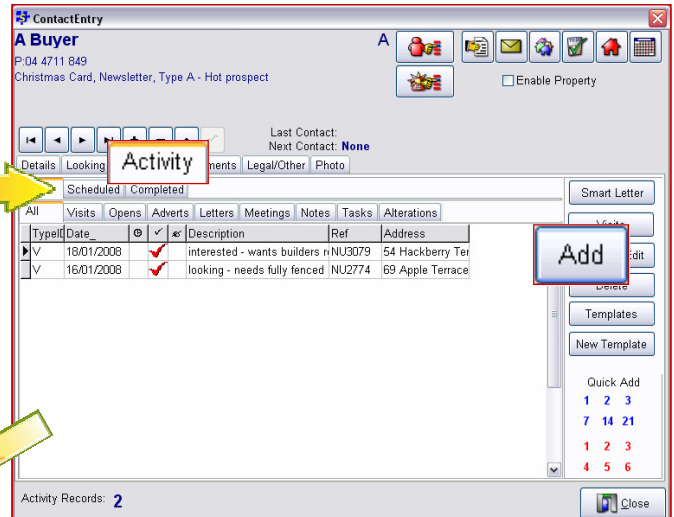 ContactEntry
A Buyer A
P:04 4711 849
Christmas Card, Newsletter, Type A - Hot prospect
Enable Property
Last Contact:
Next Contact: None
Details Looking Activity ments Legal/Other Photo
Scheduled Completed
Smart Letter
All Visits Opens Adverts Letters Meetings Notes Tasks Alterations
Visits
TypeID Date_ Description Ref Address
Add Edit
V 18/01/2008 interested - wants builders r NU3079 54 Hackberry Ter
V 16/01/2008 looking - needs fully fenced NU2774 69 Apple Terrace
Delete
Templates
New Template
Quick Add
1 2 3
7 14 21
1 2 3
4 5 6
Activity Records: 2
Close